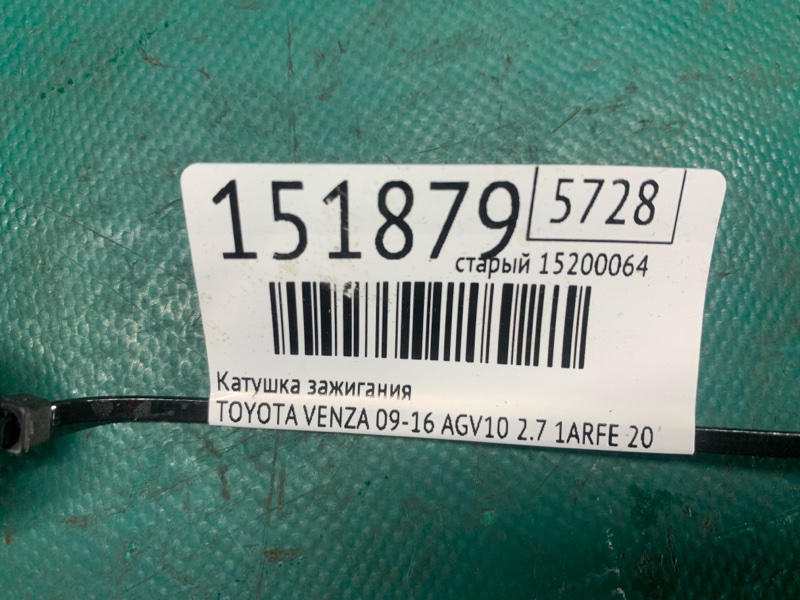 151879 5728
старый 15200064
Катушка зажигания
TOYOTA VENZA 09-16 AGV10 2.7 1ARFE 20